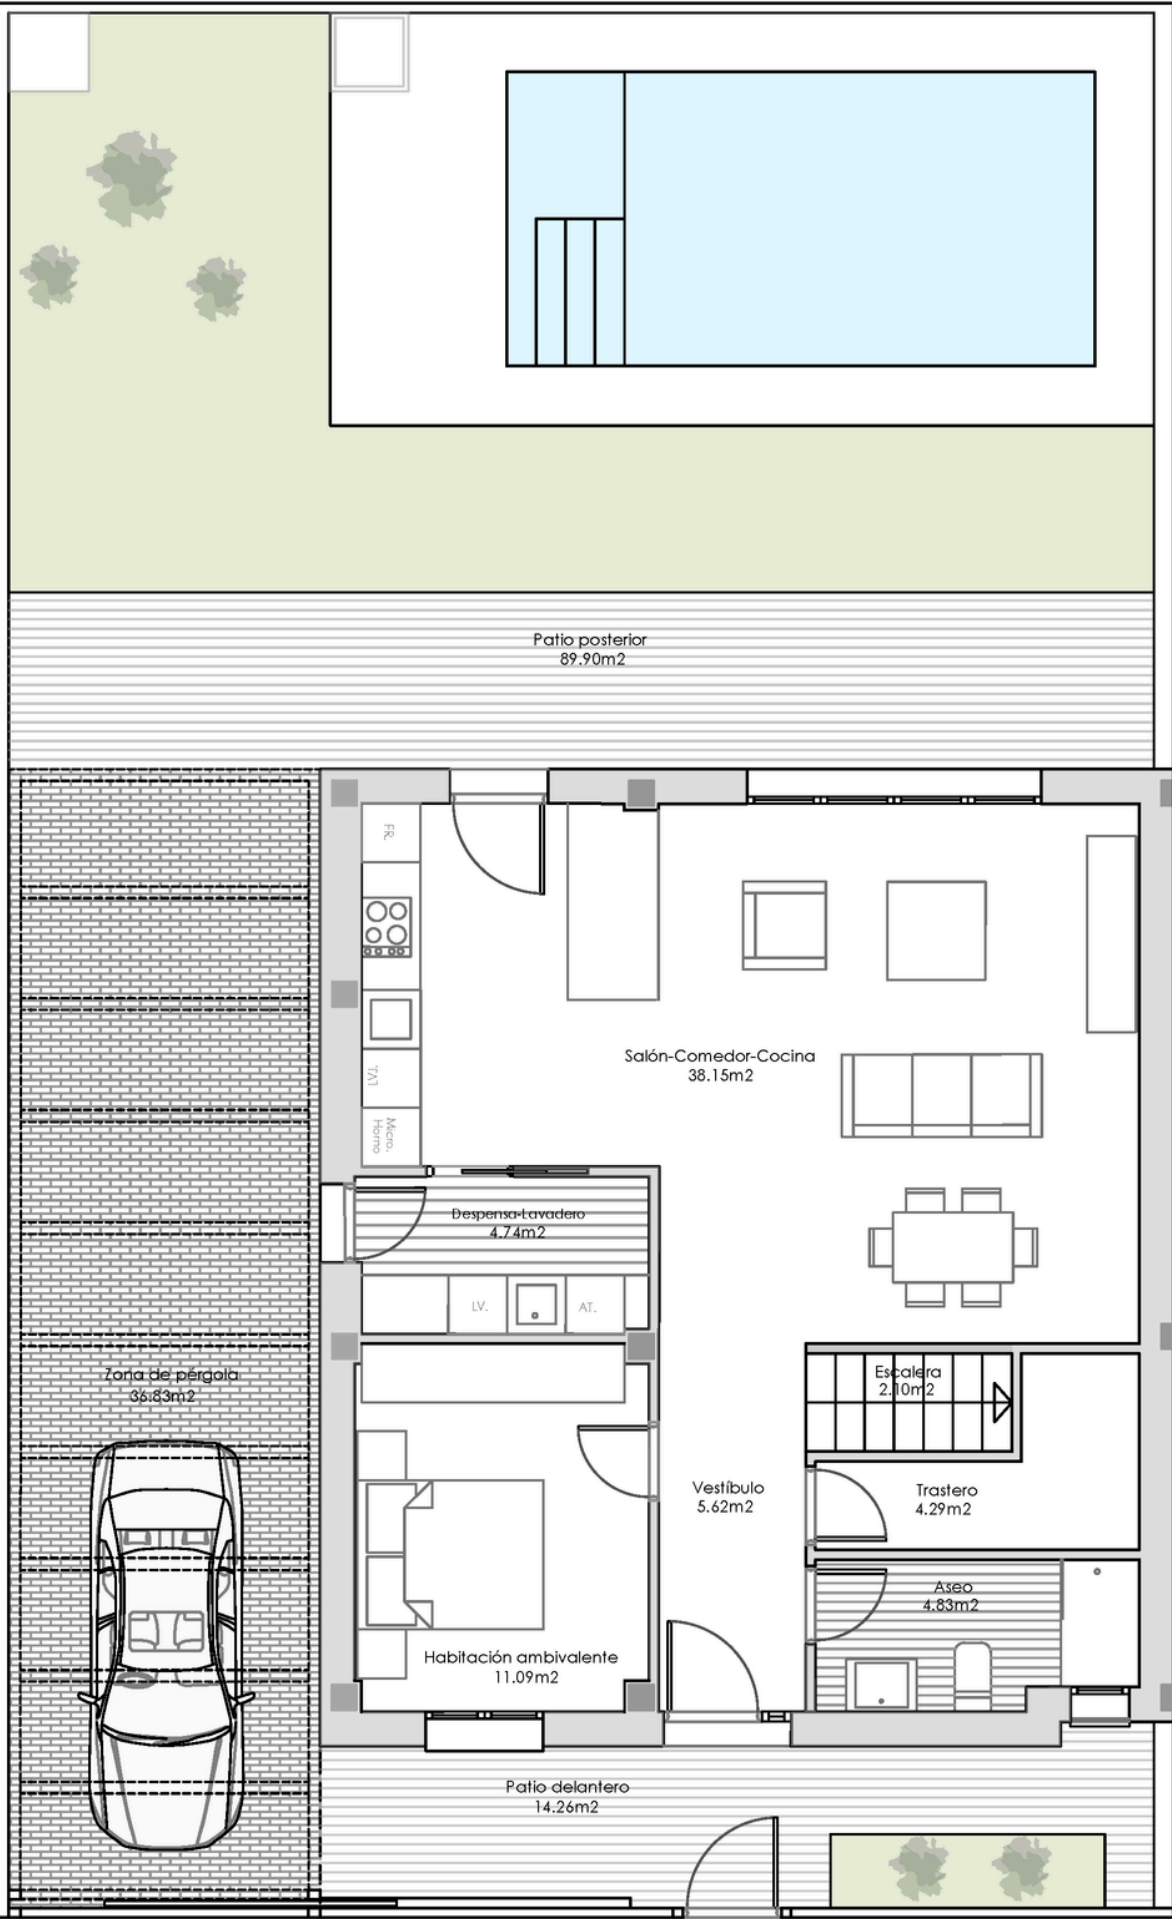 Patio posterior
89.90m2
FR.
Salón-Comedor-Cocina
38.15m2
LVT
Micro.
Horno
Despensa-Lavadero
4.74m2
LV.
AT.
Zona de pérgola
36.83m2
Escalera
2.10m2
Vestíbulo
5.62m2
Trastero
4.29m2
Aseo
4.83m2
Habitación ambivalente
11.09m2
Patio delantero
14.26m2